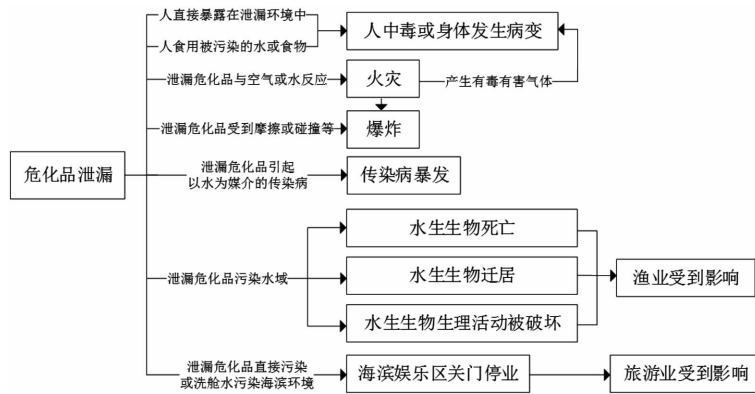 人直接暴露在泄漏环境中
人食用被污染的水或食物
人中毒或身体发生病变
泄漏危化品与空气或水反应
火灾
产生有毒有害气体
泄漏危化品受到摩擦或碰撞等
爆炸
危化品泄漏
泄漏危化品引起
以水为媒介的传染病
传染病暴发
水生生物死亡
泄漏危化品污染水域
水生生物迁居
渔业受到影响
水生生物生理活动被破坏
泄漏危化品直接污染
或洗舱水污染海滨环境
海滨娱乐区关门停业
旅游业受到影响